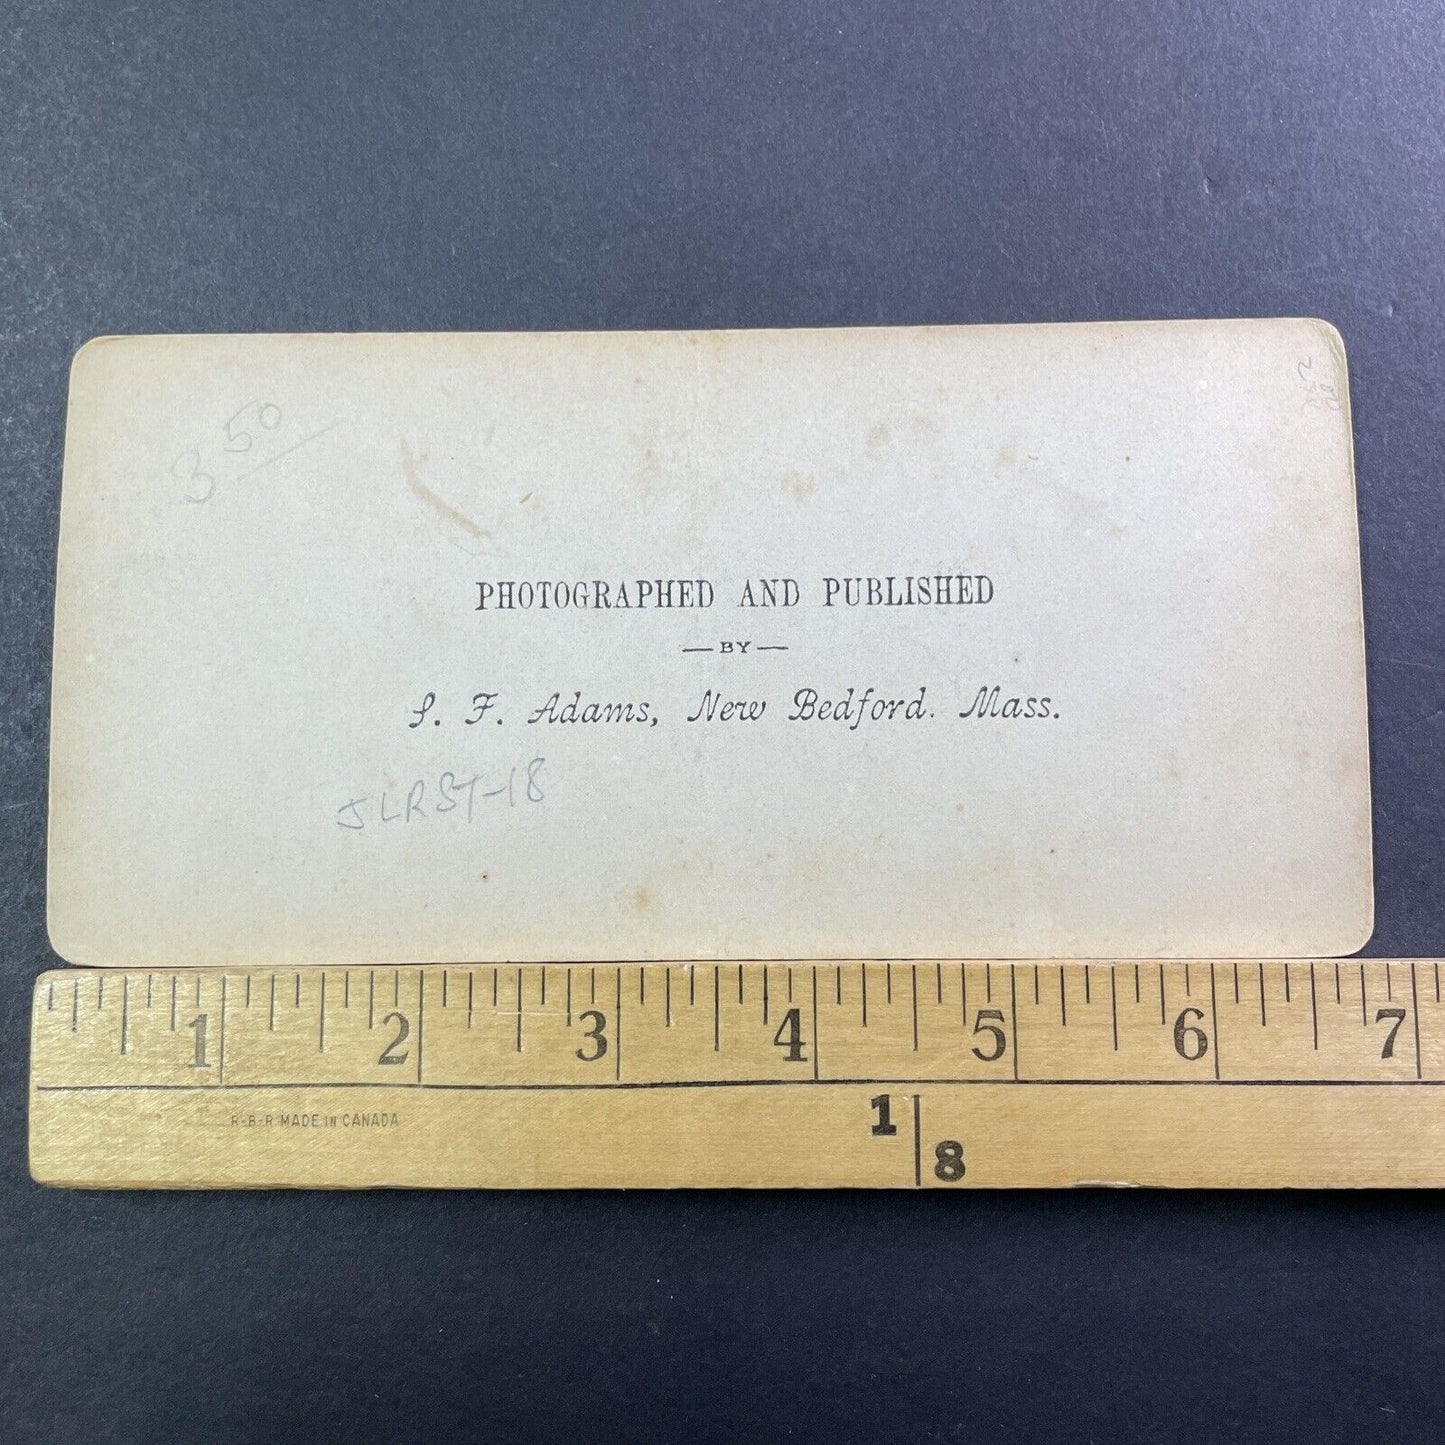 3 50
PHOTOGRAPHED AND PUBLISHED
— BY —
S. F. Adams, New Bedford. Mass.
JLRST-18
1 2 3 4 5 6 7
R-B-R MADE IN CANADA
1 8